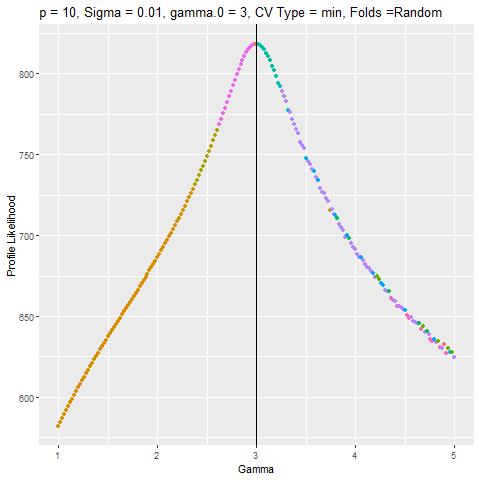 p = 10, Sigma = 0.01, gamma.0 = 3, CV Type = min, Folds =Random
Profile Likelihood
800
750
700
650
600
1 2 3 4 5
Gamma